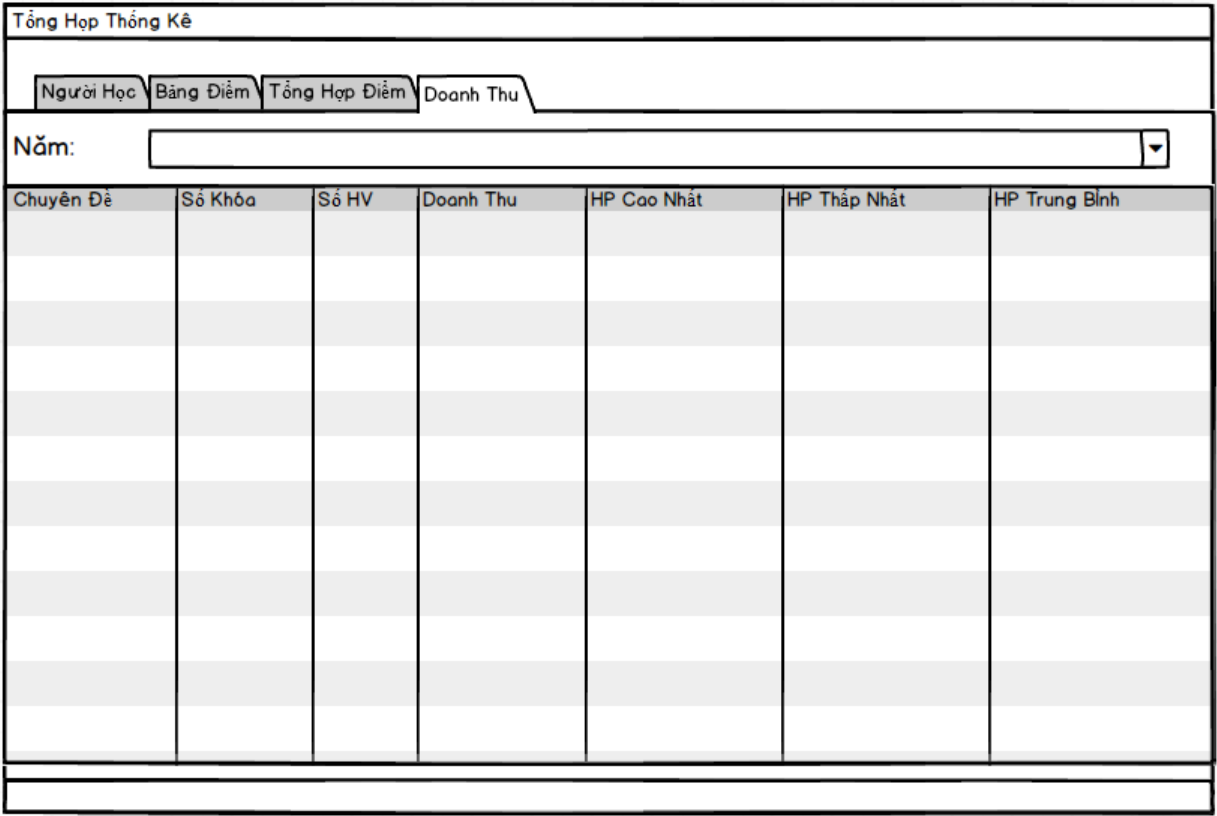 Tổng Hợp Thống Kê
Người Học Bảng Điểm Tổng Hợp Điểm Doanh Thu
Năm:
Chuyên Đề Số Khóa Số HV Doanh Thu HP Cao Nhất HP Thấp Nhất HP Trung Bình